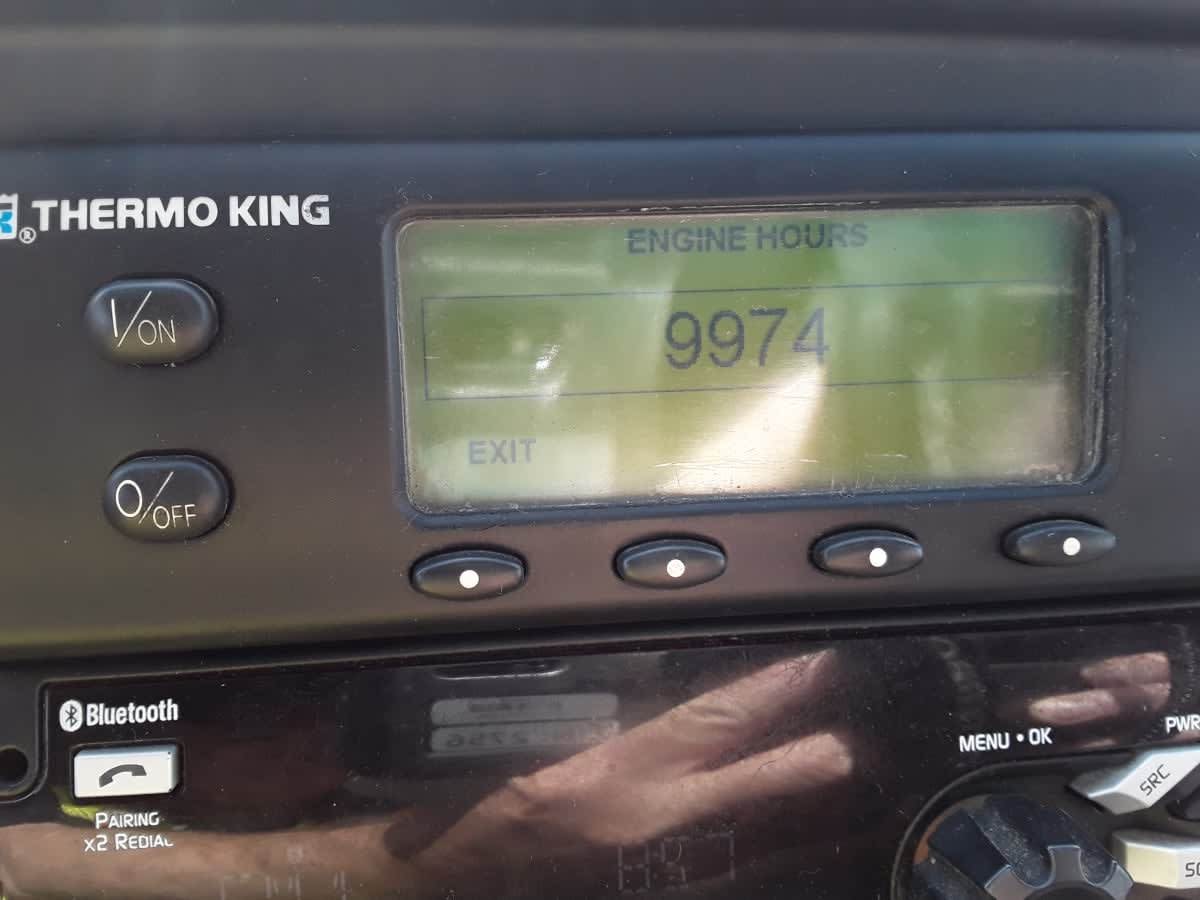 ® THERMO KING
ENGINE HOURS
I/ON
9974
EXIT
O/OFF
Bluetooth
MENU • OK
PWR
SRC
PAIRING
X2 REDIAL